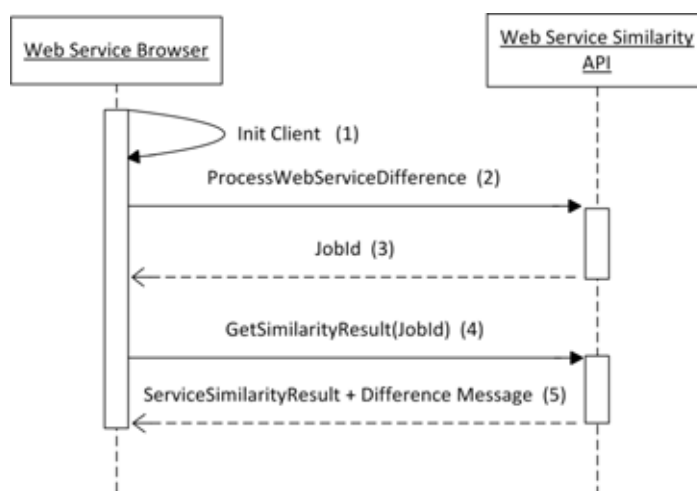 Web Service Browser
Web Service Similarity
API
Init Client (1)
ProcessWebServiceDifference (2)
JobId (3)
GetSimilarityResult(JobId) (4)
ServiceSimilarityResult + Difference Message (5)